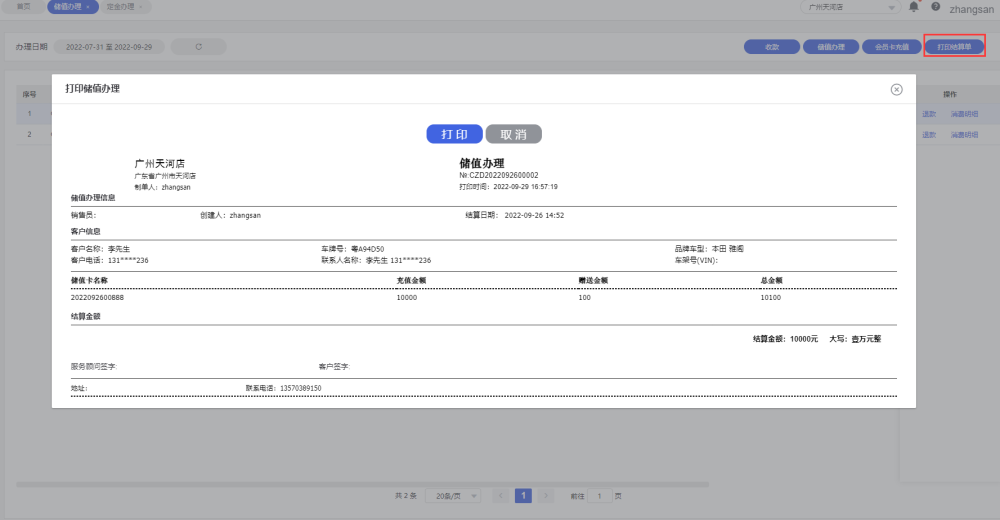 首页 储值办理 × 定金办理 ×
广州天河店 zhangsan
办理日期 2022-07-31 至 2022-09-29
收款 储值办理 会员卡充值 打印结算单
序号 操作
1 退款 消费明细
2 退款 消费明细
打印储值办理
打印 取消
广州天河店
广东省广州市天河店
制单人：zhangsan
储值办理
№:CZD2022092600002
打印时间：2022-09-29 16:57:19
储值办理信息
销售员： 创建人：zhangsan 结算日期： 2022-09-26 14:52
客户信息
客户名称：李先生 车牌号：粤A94D50 品牌车型：本田 雅阁
客户电话：131****236 联系人名称：李先生 131****236 车架号(VIN)：
储值卡名称 充值金额 赠送金额 总金额
2022092600888 10000 100 10100
结算金额
结算金额：10000元 大写：壹万元整
服务顾问签字: 客户签字:
地址： 联系电话：13570389150
共 2 条 20条/页 1 前往 1 页